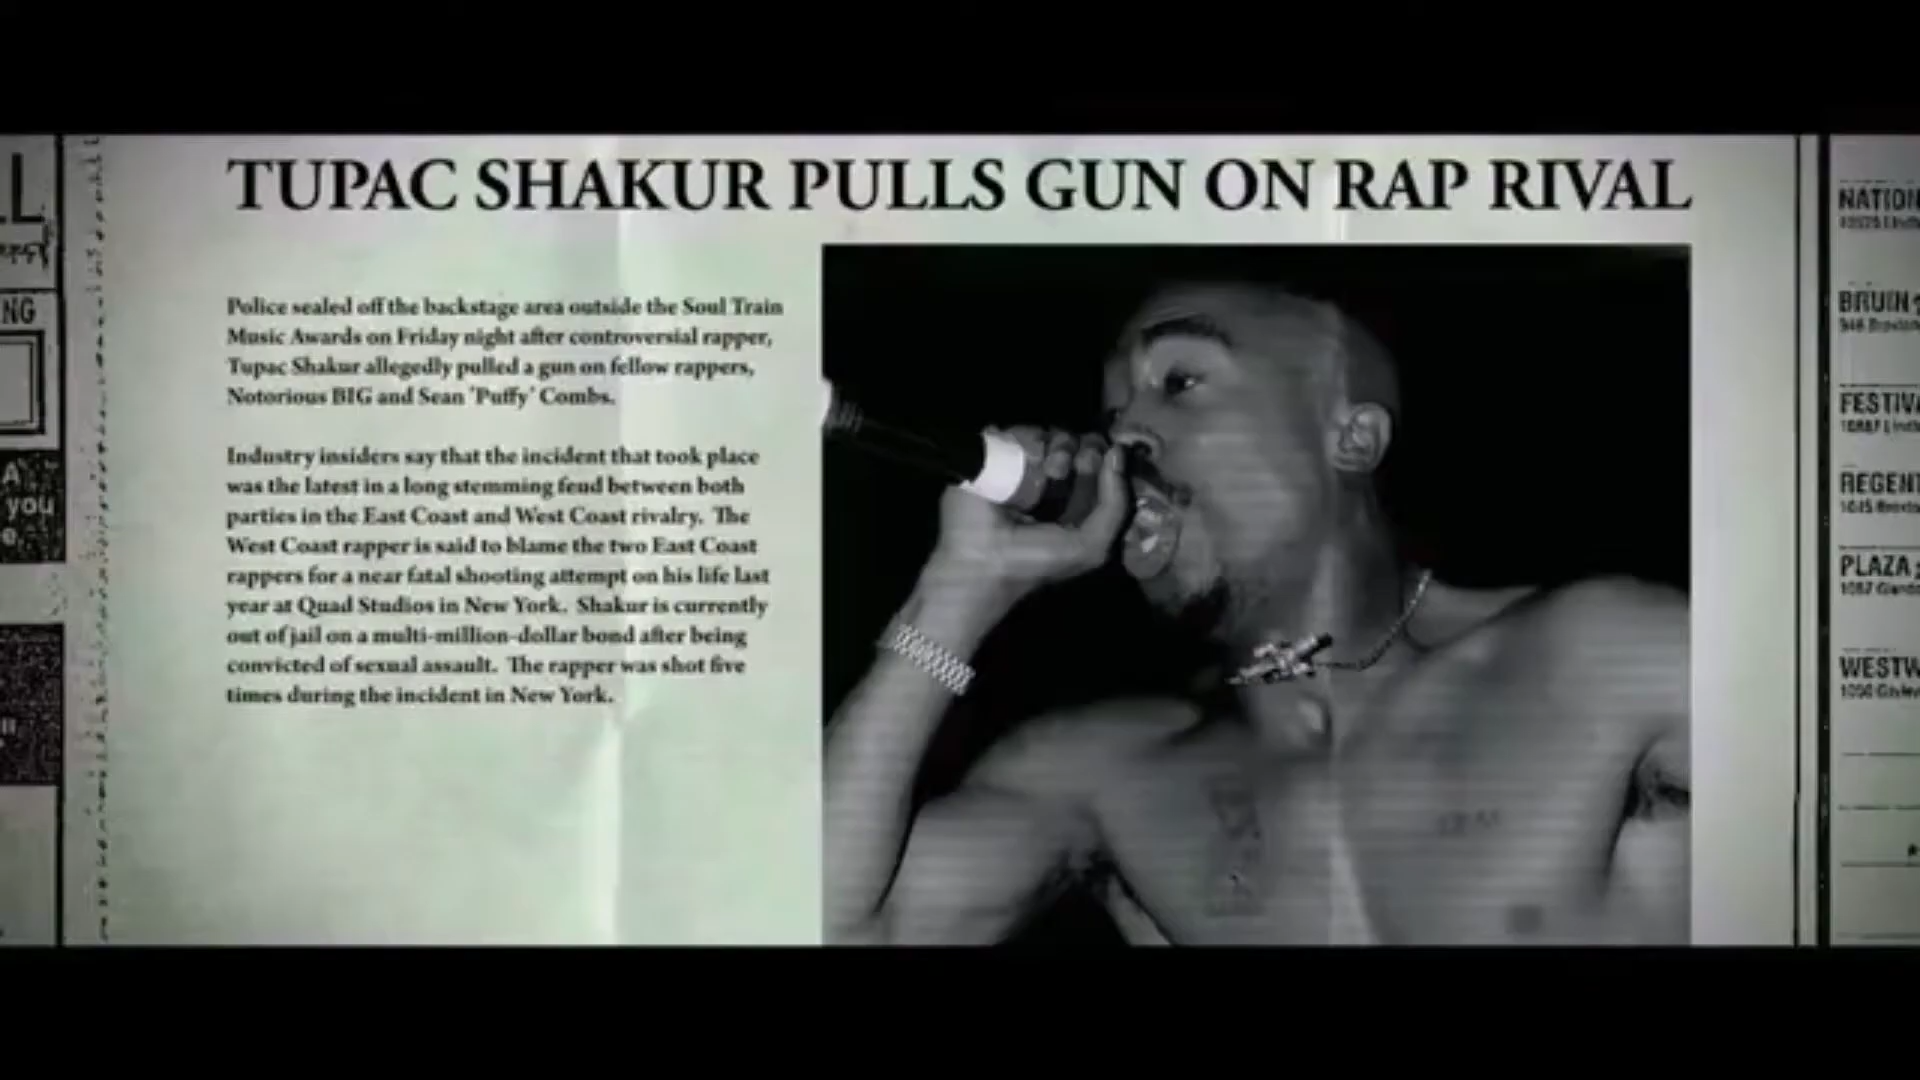 TUPAC SHAKUR PULLS GUN ON RAP RIVAL
Police sealed off the backstage area outside the Soul Train
Music Awards on Friday night after controversial rapper,
Tupac Shakur allegedly pulled a gun on fellow rappers,
Notorious BIG and Sean 'Puffy' Combs.
Industry insiders say that the incident that took place
was the latest in a long stemming feud between both
parties in the East Coast and West Coast rivalry. The
West Coast rapper is said to blame the two East Coast
rappers for a near fatal shooting attempt on his life last
year at Quad Studios in New York. Shakur is currently
out of jail on a multi-million-dollar bond after being
convicted of sexual assault. The rapper was shot five
times during the incident in New York.
NG
A
you
NATION
BRUIN
FESTIVA
REGENT
PLAZA
WESTW